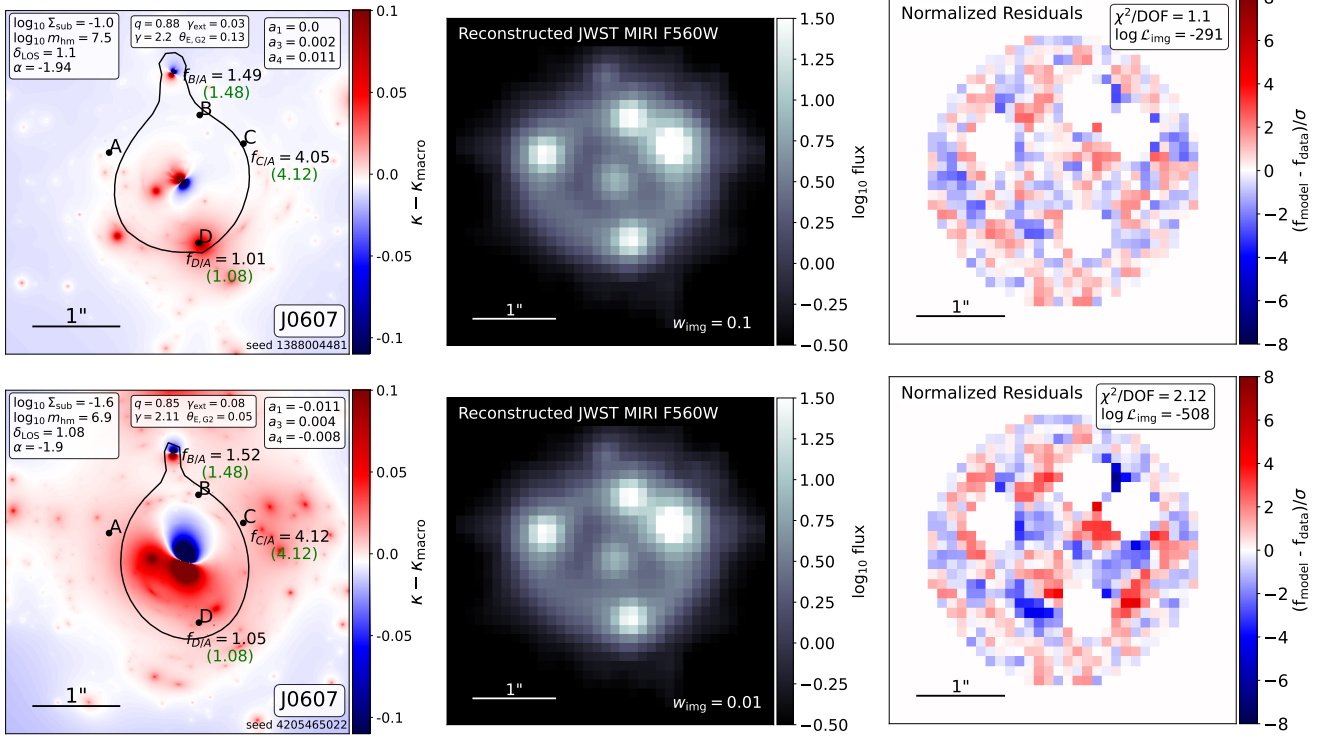 log₁₀ Σsub = -1.0
log₁₀ mhm = 7.5
δLOS = 1.1
α = -1.94
q = 0.88 γext = 0.03
γ = 2.2 θE, G2 = 0.13
a₁ = 0.0
a₃ = 0.002
a₄ = 0.011
fB/A = 1.49
(1.48)
B
A
C
fC/A = 4.05
(4.12)
D
fD/A = 1.01
(1.08)
1"
J0607
seed 1388004481
0.10
0.05
0.0
-0.05
-0.1
κ − κmacro
Reconstructed JWST MIRI F560W
1"
wimg = 0.1
1.50
1.25
1.00
0.75
0.50
0.25
0.00
−0.25
−0.50
log₁₀ flux
Normalized Residuals
χ²/DOF = 1.1
log ℒimg = -291
1"
8
6
4
2
0
−2
−4
−6
−8
(fmodel - fdata)/σ
log₁₀ Σsub = -1.6
log₁₀ mhm = 6.9
δLOS = 1.08
α = -1.9
q = 0.85 γext = 0.08
γ = 2.11 θE, G2 = 0.05
a₁ = -0.011
a₃ = 0.004
a₄ = -0.008
fB/A = 1.52
(1.48)
B
A
C
fC/A = 4.12
(4.12)
D
fD/A = 1.05
(1.08)
1"
J0607
seed 4205465022
0.1
0.05
0.0
-0.05
-0.1
κ − κmacro
Reconstructed JWST MIRI F560W
1"
wimg = 0.01
1.50
1.25
1.00
0.75
0.50
0.25
0.00
−0.25
−0.50
log₁₀ flux
Normalized Residuals
χ²/DOF = 2.12
log ℒimg = -508
1"
8
6
4
2
0
−2
−4
−6
−8
(fmodel - fdata)/σ